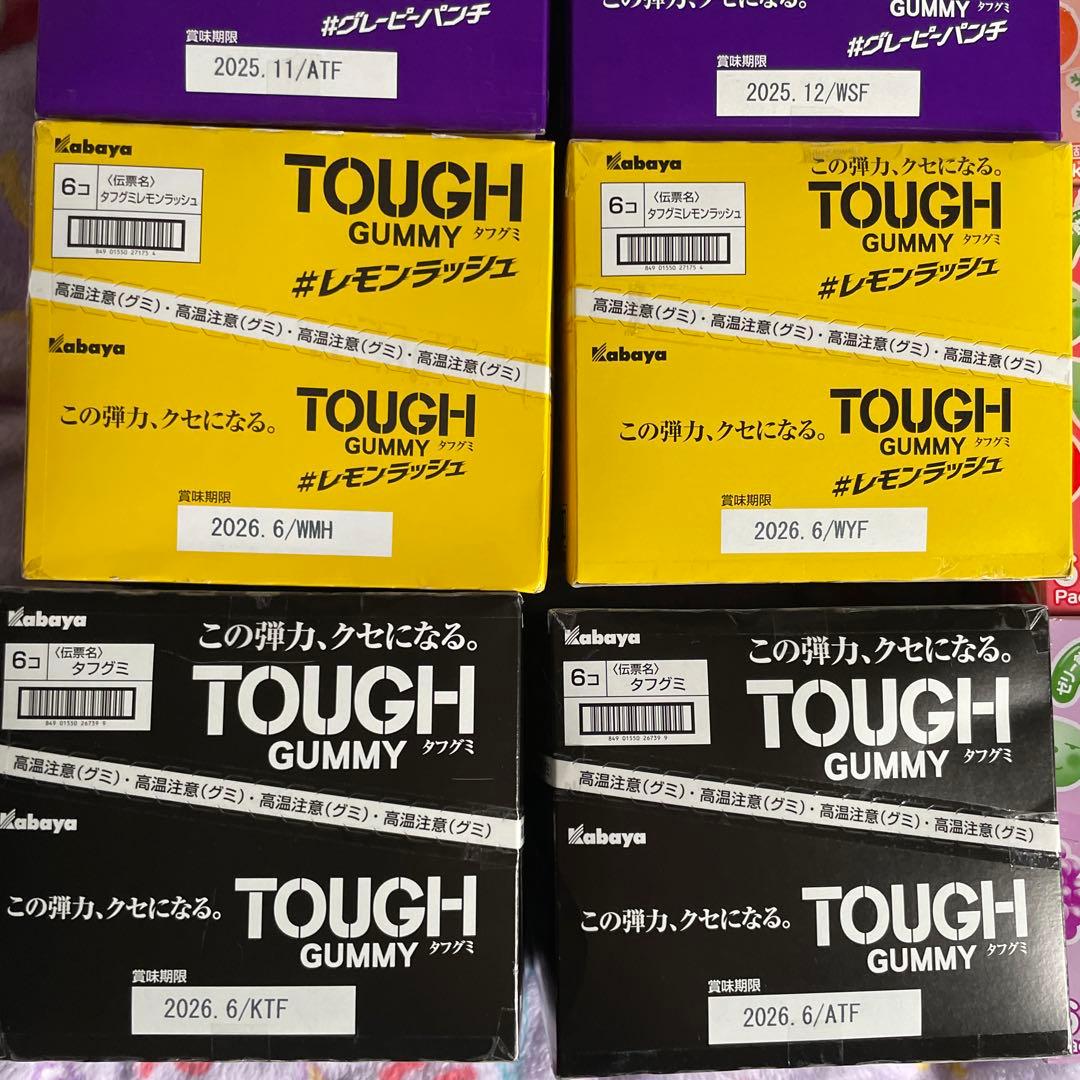 #グレーピーパンチ
賞味期限
2025. 11/ATF
この弾力、クセになる。
GUMMY タフグミ
#グレーピーパンチ
賞味期限
2025. 12/WSF
Kabaya
6コ
〈伝票名〉
タフグミレモンラッシュ
849 01550 27175 4
TOUGH
GUMMY タフグミ
#レモンラッシュ
高温注意(グミ)・高温注意(グミ)・高温注意(グミ)・高温注意(グミ)
Kabaya
この弾力、クセになる。
TOUGH
GUMMY タフグミ
#レモンラッシュ
賞味期限
2026. 6/WMH
Kabaya
6コ
〈伝票名〉
タフグミレモンラッシュ
849 01550 27175 4
この弾力、クセになる。
TOUGH
GUMMY タフグミ
#レモンラッシュ
高温注意(グミ)・高温注意(グミ)・高温注意(グミ)・高温注意(グミ)
Kabaya
この弾力、クセになる。
TOUGH
GUMMY タフグミ
#レモンラッシュ
賞味期限
2026. 6/WYF
Kabaya
6コ
〈伝票名〉
タフグミ
849 01550 26739 9
この弾力、クセになる。
TOUGH
GUMMY タフグミ
高温注意(グミ)・高温注意(グミ)・高温注意(グミ)・高温注意(グミ)
Kabaya
この弾力、クセになる。
TOUGH
GUMMY タフグミ
賞味期限
2026. 6/KTF
Kabaya
6コ
〈伝票名〉
タフグミ
849 01550 26739 9
この弾力、クセになる。
TOUGH
GUMMY タフグミ
高温注意(グミ)・高温注意(グミ)・高温注意(グミ)・高温注意(グミ)
Kabaya
この弾力、クセになる。
TOUGH
GUMMY タフグミ
賞味期限
2026. 6/ATF
ゼリー